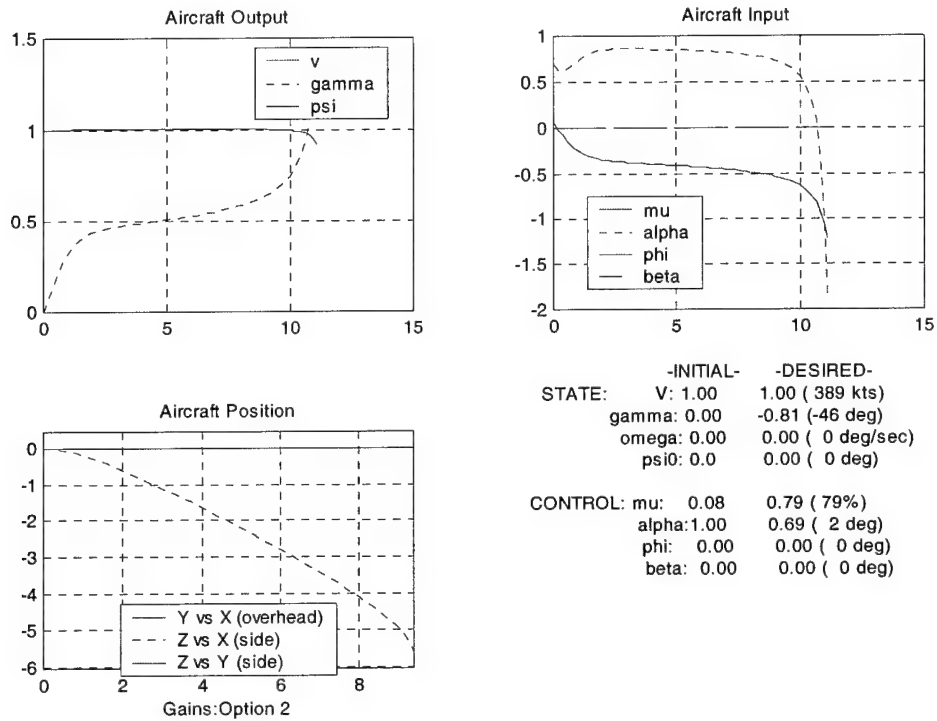 Aircraft Output
1.5
1
0.5
0
0 5 10 15
v
gamma
psi
Aircraft Input
1
0.5
0
-0.5
-1
-1.5
-2
0 5 10 15
mu
alpha
phi
beta
Aircraft Position
0
-1
-2
-3
-4
-5
-6
0 2 4 6 8
Y vs X (overhead)
Z vs X (side)
Z vs Y (side)
Gains:Option 2
-INITIAL- -DESIRED-
STATE: V: 1.00 1.00 ( 389 kts)
gamma: 0.00 -0.81 (-46 deg)
omega: 0.00 0.00 ( 0 deg/sec)
psi0: 0.0 0.00 ( 0 deg)
CONTROL: mu: 0.08 0.79 ( 79%)
alpha:1.00 0.69 ( 2 deg)
phi: 0.00 0.00 ( 0 deg)
beta: 0.00 0.00 ( 0 deg)